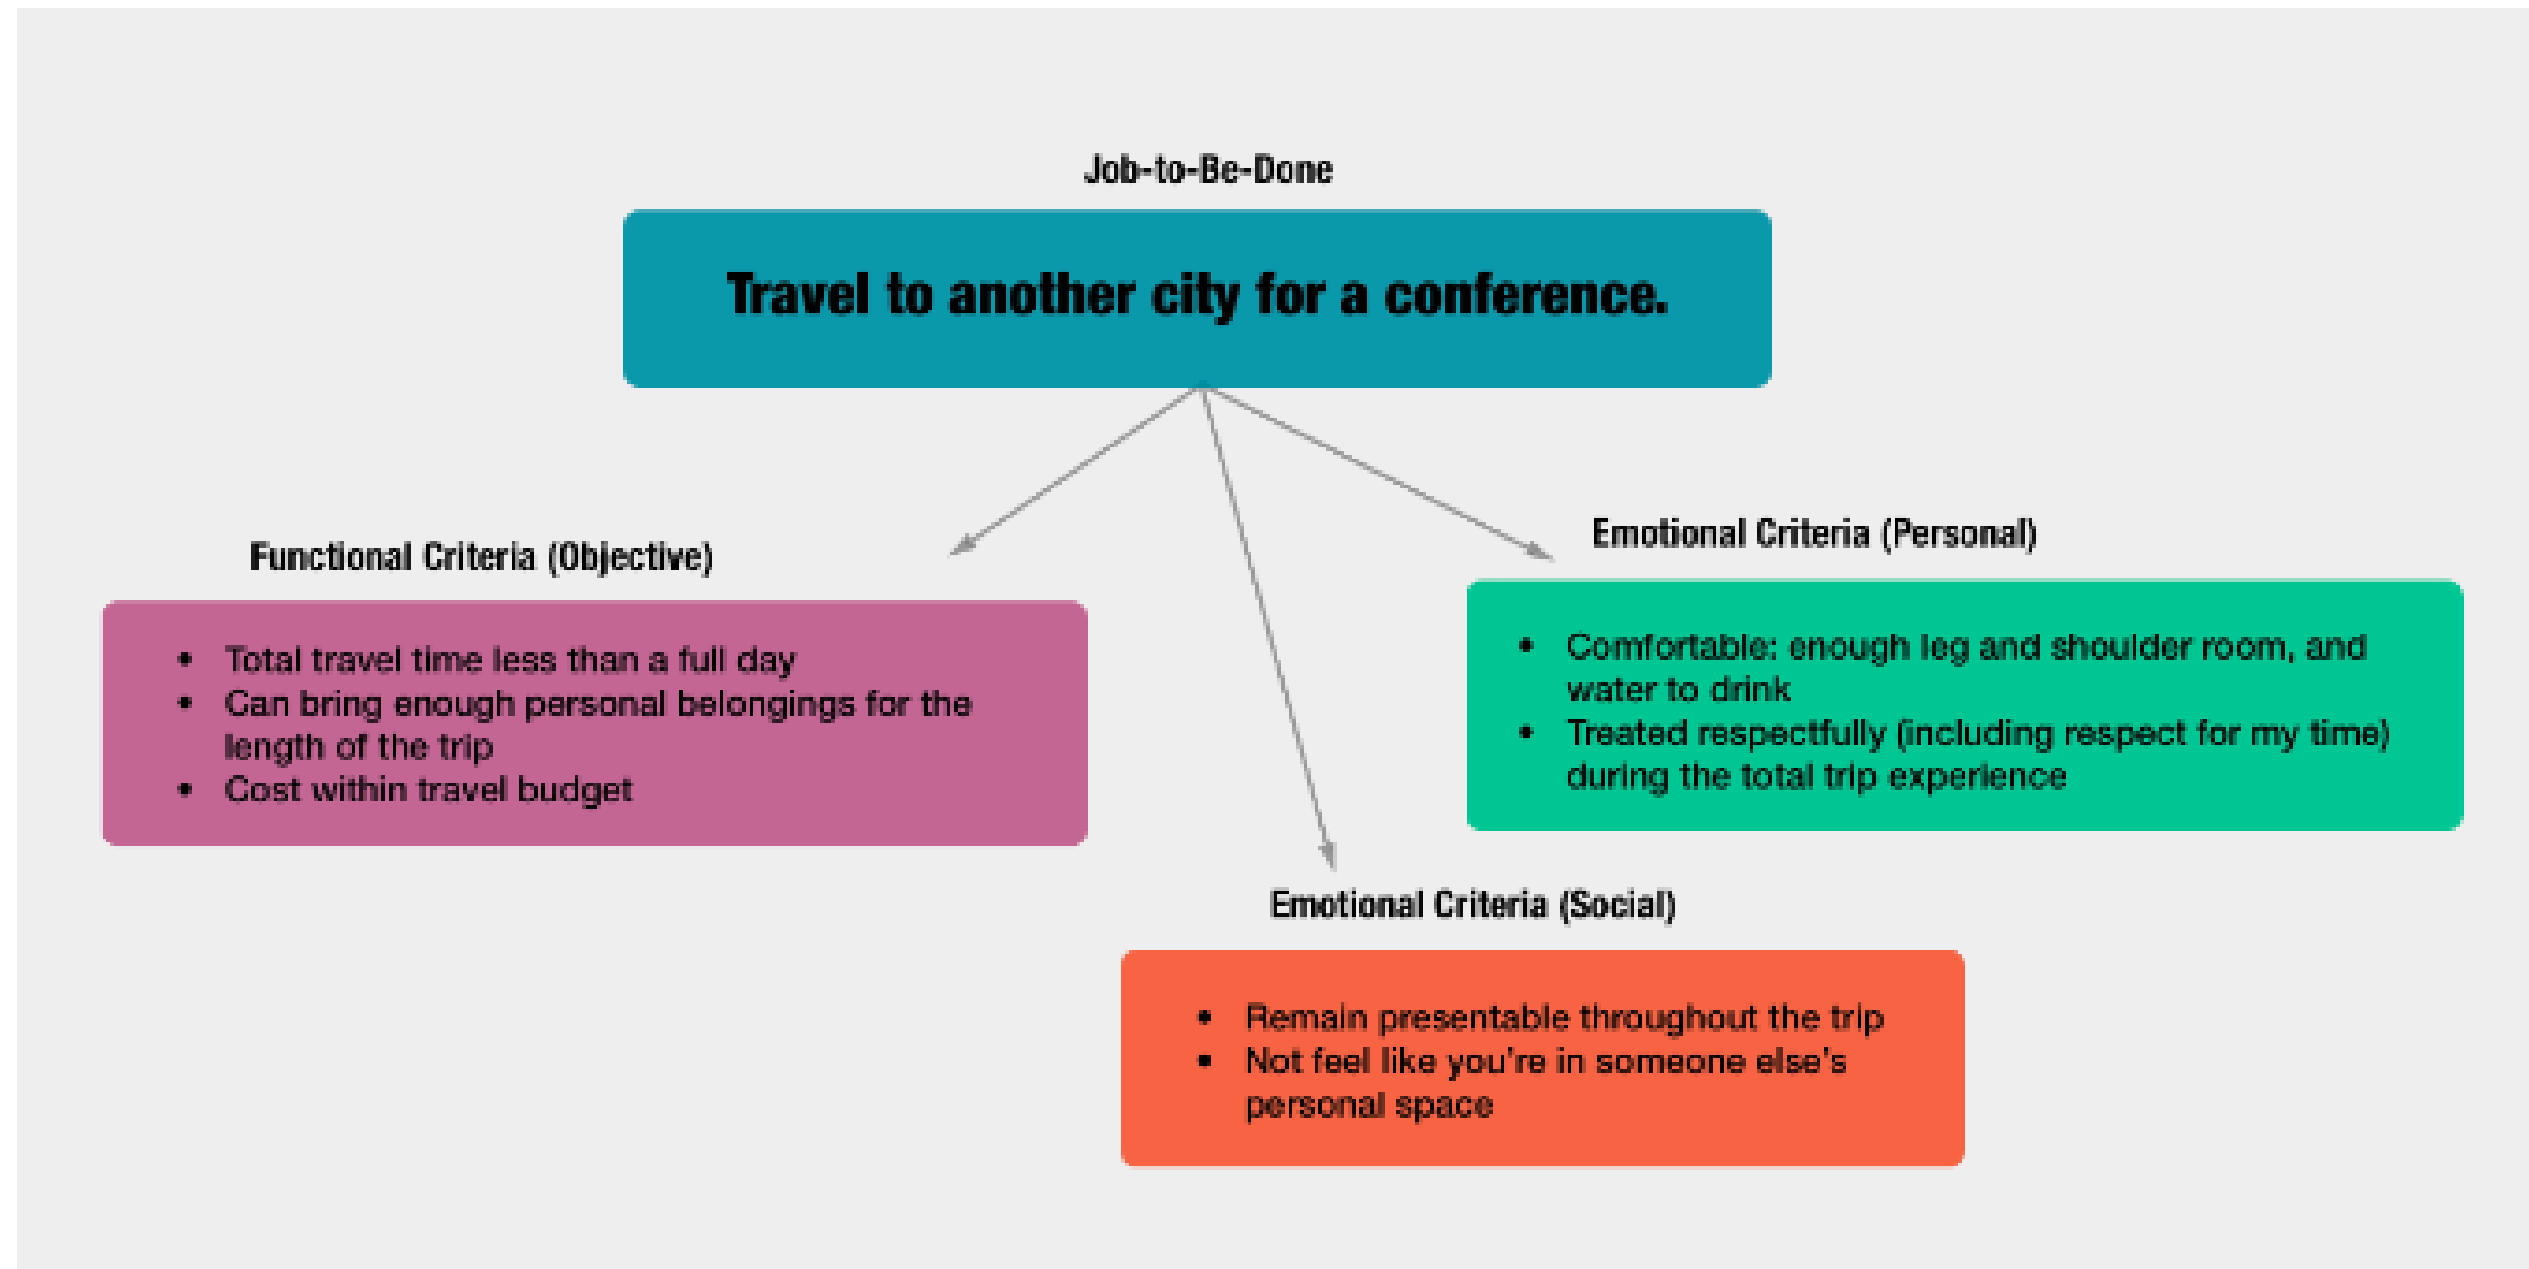 Job-to-Be-Done
Travel to another city for a conference.
Functional Criteria (Objective)
• Total travel time less than a full day
• Can bring enough personal belongings for the
length of the trip
• Cost within travel budget
Emotional Criteria (Personal)
• Comfortable: enough leg and shoulder room, and
water to drink
• Treated respectfully (including respect for my time)
during the total trip experience
Emotional Criteria (Social)
• Remain presentable throughout the trip
• Not feel like you're in someone else's
personal space